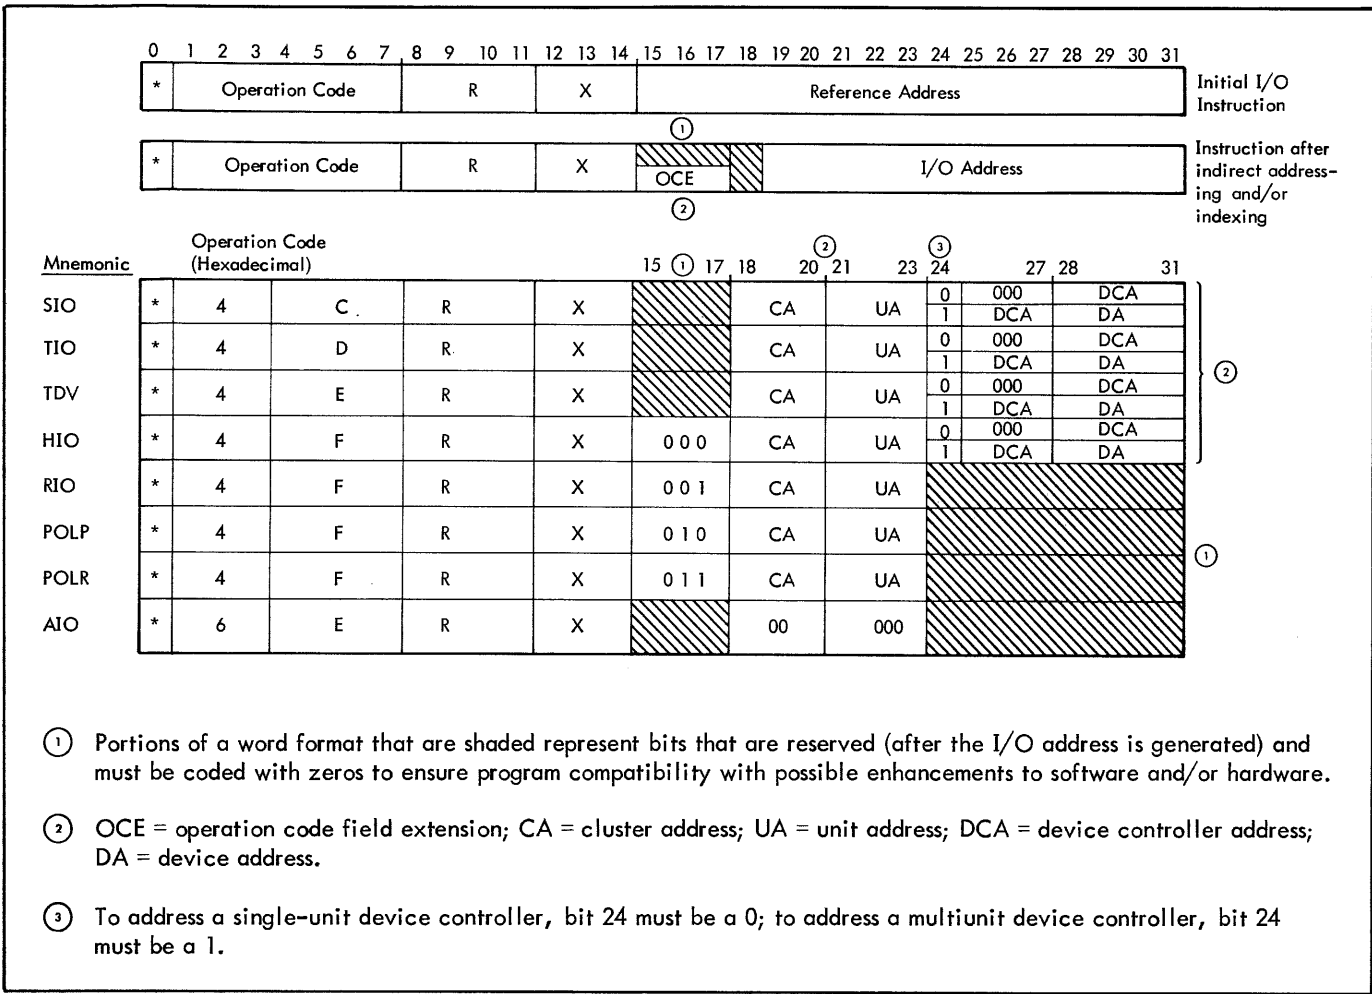 0 1 2 3 4 5 6 7 8 9 10 11 12 13 14 15 16 17 18 19 20 21 22 23 24 25 26 27 28 29 30 31
* Operation Code R X Reference Address Initial I/O
Instruction
①
* Operation Code R X OCE I/O Address Instruction after
indirect address-
ing and/or
indexing
②
Operation Code
Mnemonic (Hexadecimal) 15 ① 17 18 20 ② 21 23 ③ 24 27 28 31
SIO * 4 C R X CA UA 0 000 DCA
1 DCA DA
TIO * 4 D R X CA UA 0 000 DCA
1 DCA DA
②
TDV * 4 E R X CA UA 0 000 DCA
1 DCA DA
HIO * 4 F R X 0 0 0 CA UA 0 000 DCA
1 DCA DA
RIO * 4 F R X 0 0 1 CA UA
POLP * 4 F R X 0 1 0 CA UA
①
POLR * 4 F R X 0 1 1 CA UA
AIO * 6 E R X 00 000
① Portions of a word format that are shaded represent bits that are reserved (after the I/O address is generated) and
must be coded with zeros to ensure program compatibility with possible enhancements to software and/or hardware.
② OCE = operation code field extension; CA = cluster address; UA = unit address; DCA = device controller address;
DA = device address.
③ To address a single-unit device controller, bit 24 must be a 0; to address a multiunit device controller, bit 24
must be a 1.